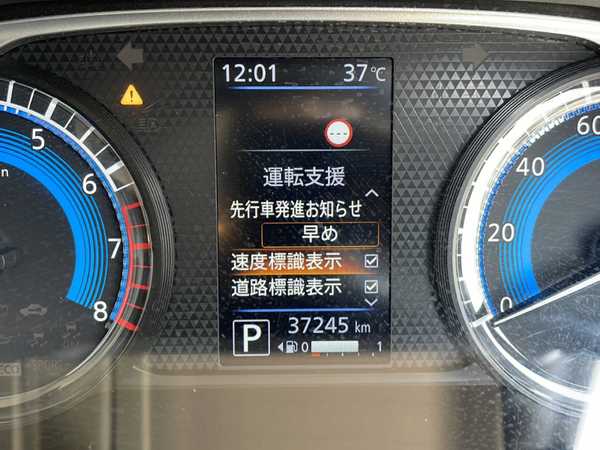 12:01 37℃
---
運転支援
先行車発進お知らせ
早め
速度標識表示
道路標識表示
P 37245 km
0 1
5
6
7
8
60
40
20
0